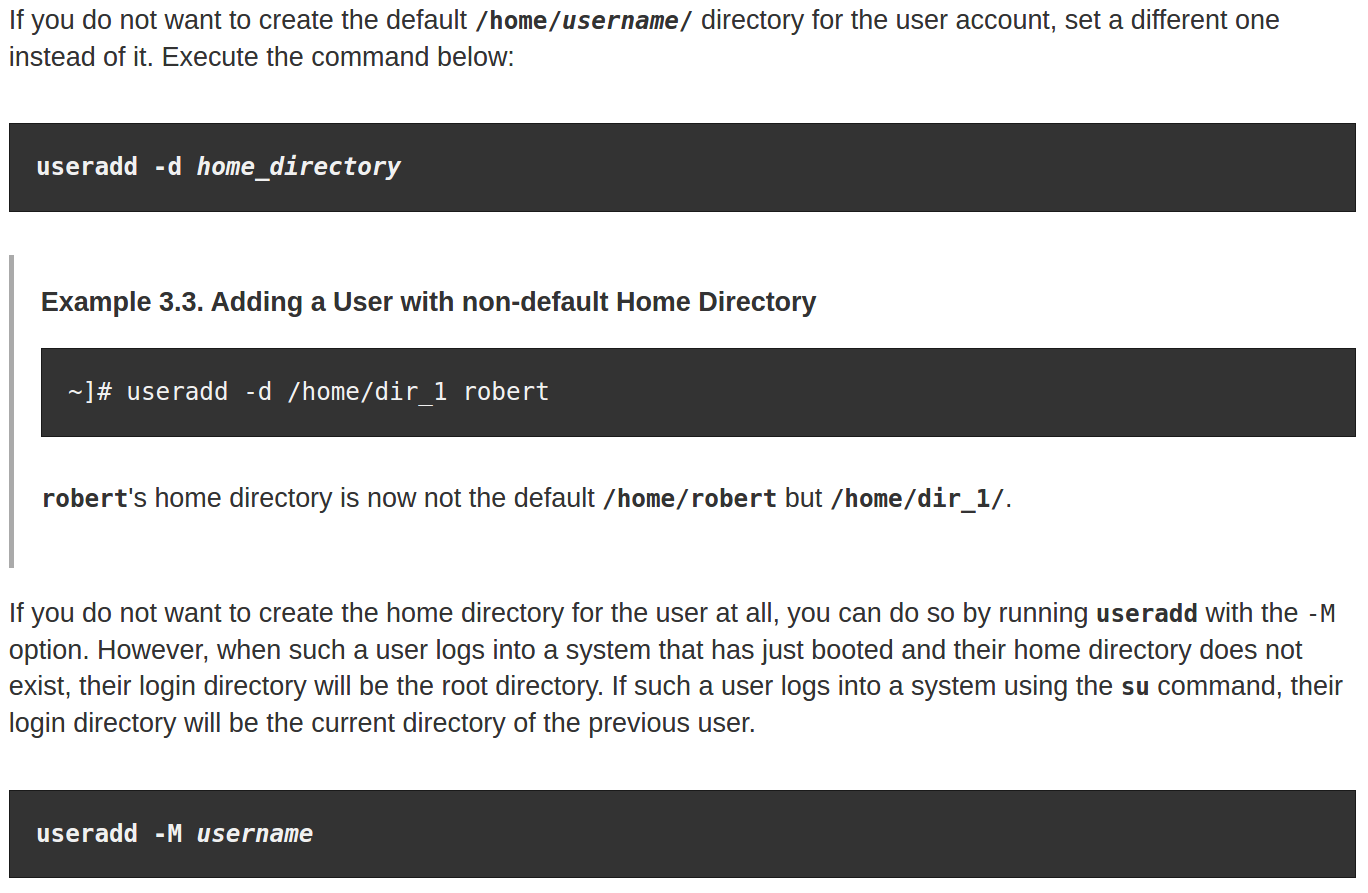 If you do not want to create the default /home/username/ directory for the user account, set a different one
instead of it. Execute the command below:
useradd -d home_directory
Example 3.3. Adding a User with non-default Home Directory
~]# useradd -d /home/dir_1 robert
robert's home directory is now not the default /home/robert but /home/dir_1/.
If you do not want to create the home directory for the user at all, you can do so by running useradd with the -M
option. However, when such a user logs into a system that has just booted and their home directory does not
exist, their login directory will be the root directory. If such a user logs into a system using the su command, their
login directory will be the current directory of the previous user.
useradd -M username